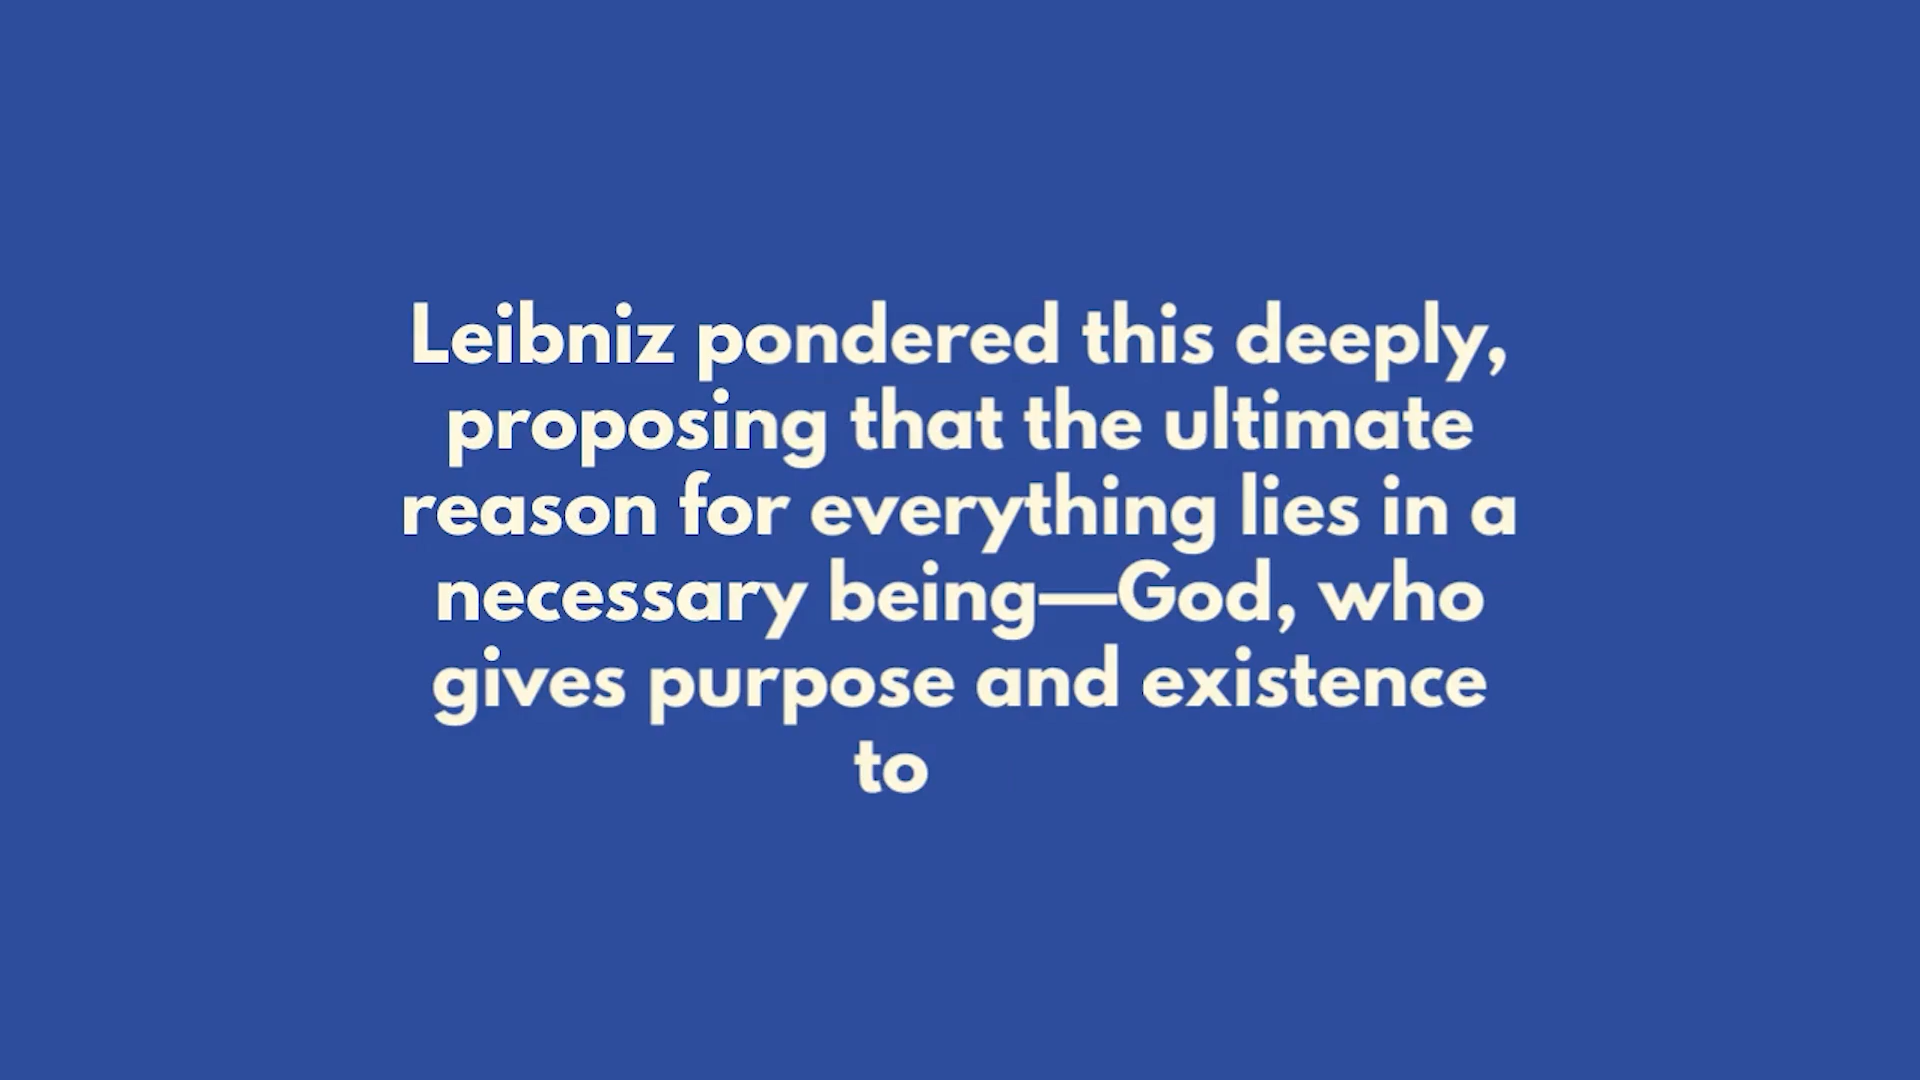 Leibniz pondered this deeply,
proposing that the ultimate
reason for everything lies in a
necessary being—God, who
gives purpose and existence
to